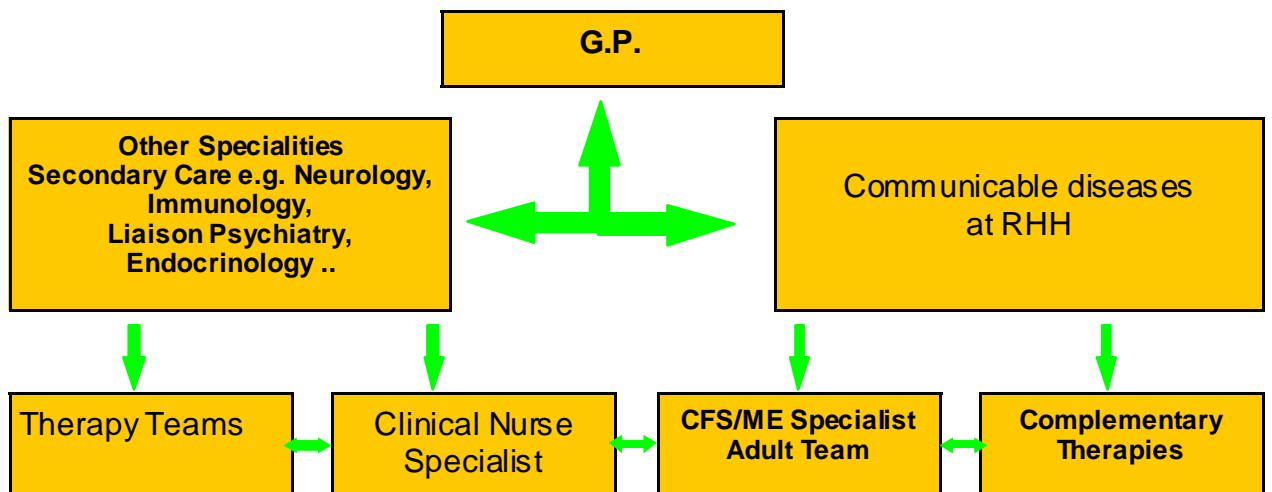 G.P.
Other Specialities
Secondary Care e.g. Neurology,
Immunology,
Liaison Psychiatry,
Endocrinology ..
Communicable diseases
at RHH
Therapy Teams
Clinical Nurse
Specialist
CFS/ME Specialist
Adult Team
Complementary
Therapies